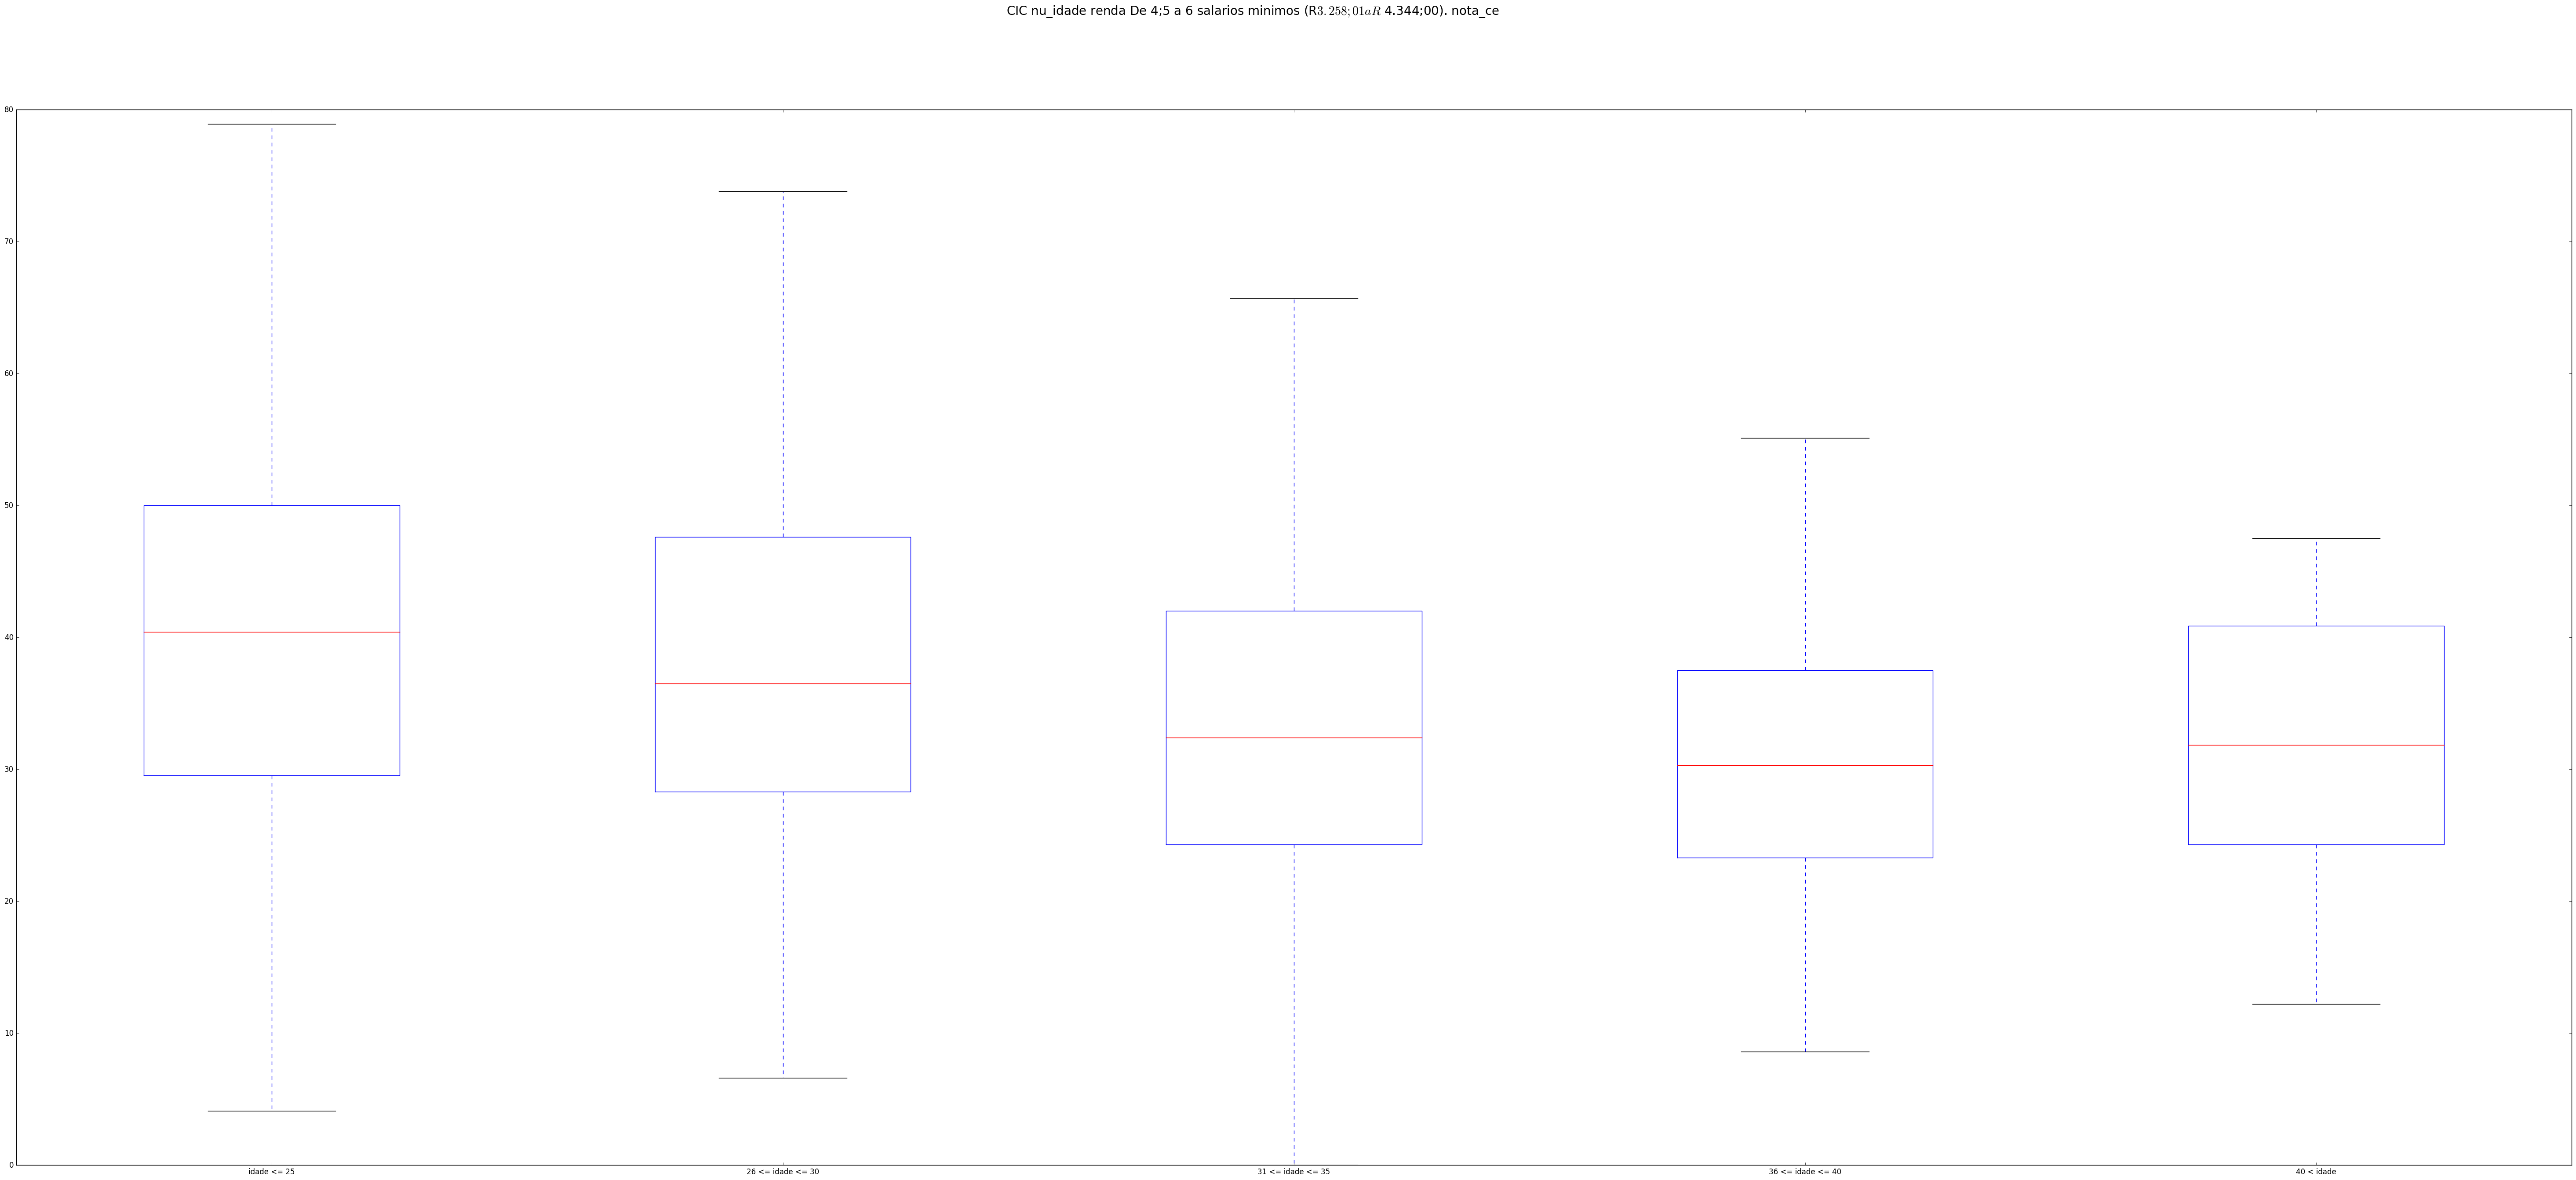 CIC nu_idade renda De 4;5 a 6 salarios minimos (R3.258;01aR 4.344;00). nota_ce
80
70
60
50
40
30
20
10
0
idade <= 25
26 <= idade <= 30
31 <= idade <= 35
36 <= idade <= 40
40 < idade